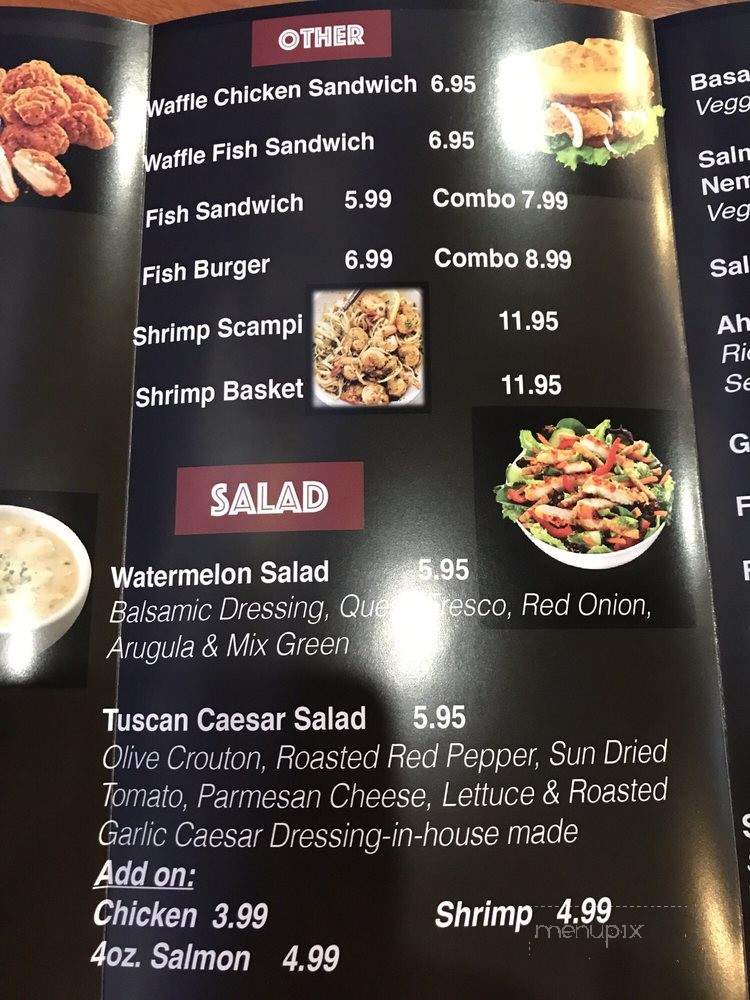 OTHER
Waffle Chicken Sandwich 6.95
Waffle Fish Sandwich 6.95
Fish Sandwich 5.99 Combo 7.99
Fish Burger 6.99 Combo 8.99
Shrimp Scampi 11.95
Shrimp Basket 11.95
SALAD
Watermelon Salad 5.95
Balsamic Dressing, Fresco, Red Onion,
Arugula & Mix Green
Tuscan Caesar Salad 5.95
Olive Crouton, Roasted Red Pepper, Sun Dried
Tomato, Parmesan Cheese, Lettuce & Roasted
Garlic Caesar Dressing-in-house made
Add on:
Chicken 3.99 Shrimp 4.99
4oz. Salmon 4.99
menupix